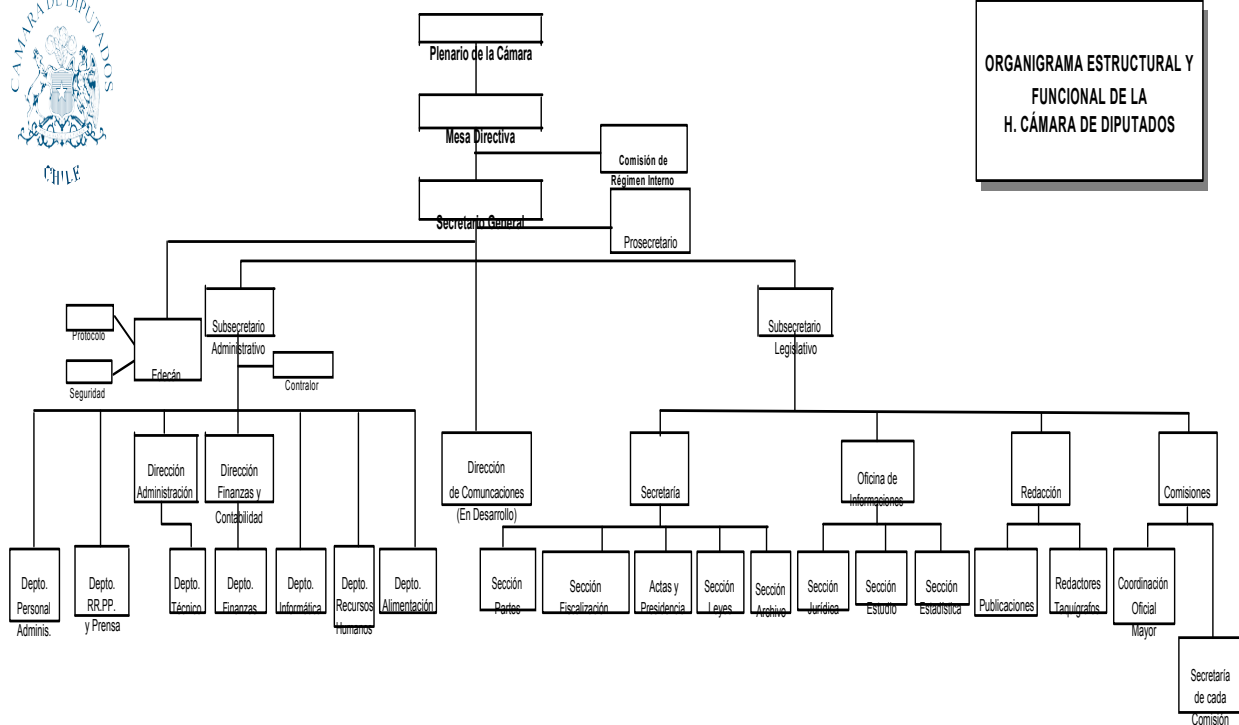 CAMARA DE DIPUTADOS
CHILE
ORGANIGRAMA ESTRUCTURAL Y
FUNCIONAL DE LA
H. CÁMARA DE DIPUTADOS
Plenario de la Cámara
Mesa Directiva
Comisión de
Régimen Interno
Secretario General
Prosecretario
Protocolo
Seguridad
Edecán
Subsecretario
Administrativo
Contralor
Subsecretario
Legislativo
Dirección
Administración
Dirección
Finanzas y
Contabilidad
Dirección
de Comuncaciones
(En Desarrollo)
Secretaría
Oficina de
Informaciones
Redacción
Comisiones
Depto.
Personal
Adminis.
Depto.
RR.PP.
y Prensa
Depto.
Técnico
Depto.
Finanzas
Depto.
Informática
Depto.
Recursos
Humanos
Depto.
Alimentación
Sección
Partes
Sección
Fiscalización
Actas y
Presidencia
Sección
Leyes
Sección
Archivo
Sección
Jurídica
Sección
Estudio
Sección
Estadística
Publicaciones
Redactores
Taquígrafos
Coordinación
Oficial
Mayor
Secretaría
de cada
Comisión